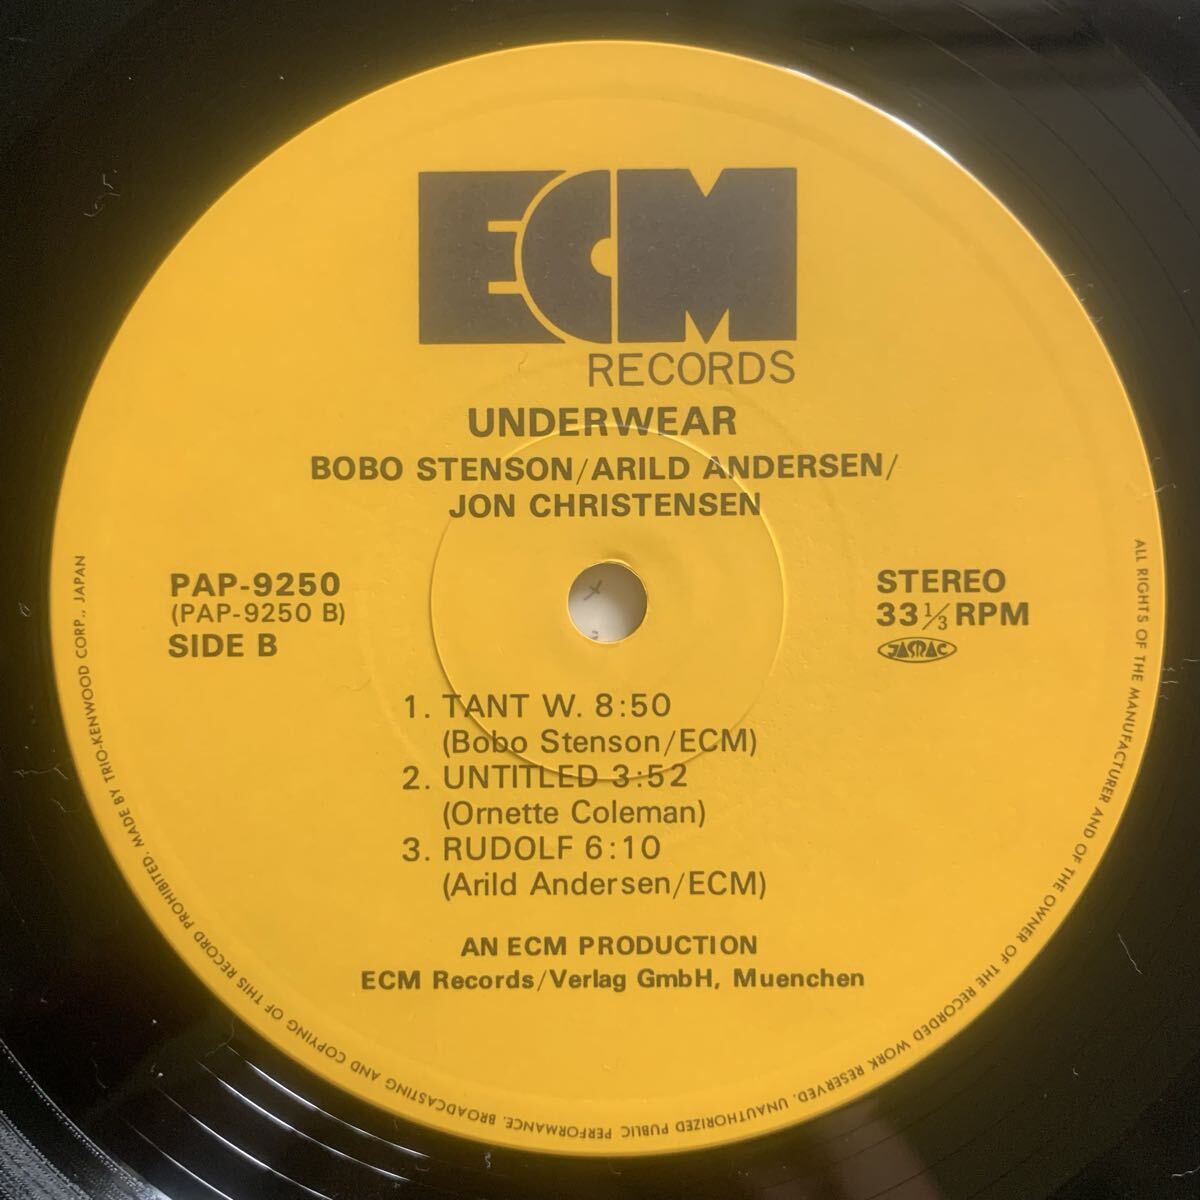 ECM
RECORDS
UNDERWEAR
BOBO STENSON/ARILD ANDERSEN/
JON CHRISTENSEN
PAP-9250
(PAP-9250 B)
SIDE B
STEREO
33 1/3 RPM
JASRAC
1. TANT W. 8:50
(Bobo Stenson/ECM)
2. UNTITLED 3:52
(Ornette Coleman)
3. RUDOLF 6:10
(Arild Andersen/ECM)
AN ECM PRODUCTION
ECM Records/Verlag GmbH, Muenchen
ALL RIGHTS OF THE MANUFACTURER AND OF THE OWNER OF THE RECORDED WORK RESERVED. UNAUTHORIZED PUBLIC PERFORMANCE, BROADCASTING AND COPYING OF THIS RECORD PROHIBITED. MADE BY TRIO-KENWOOD CORP., JAPAN